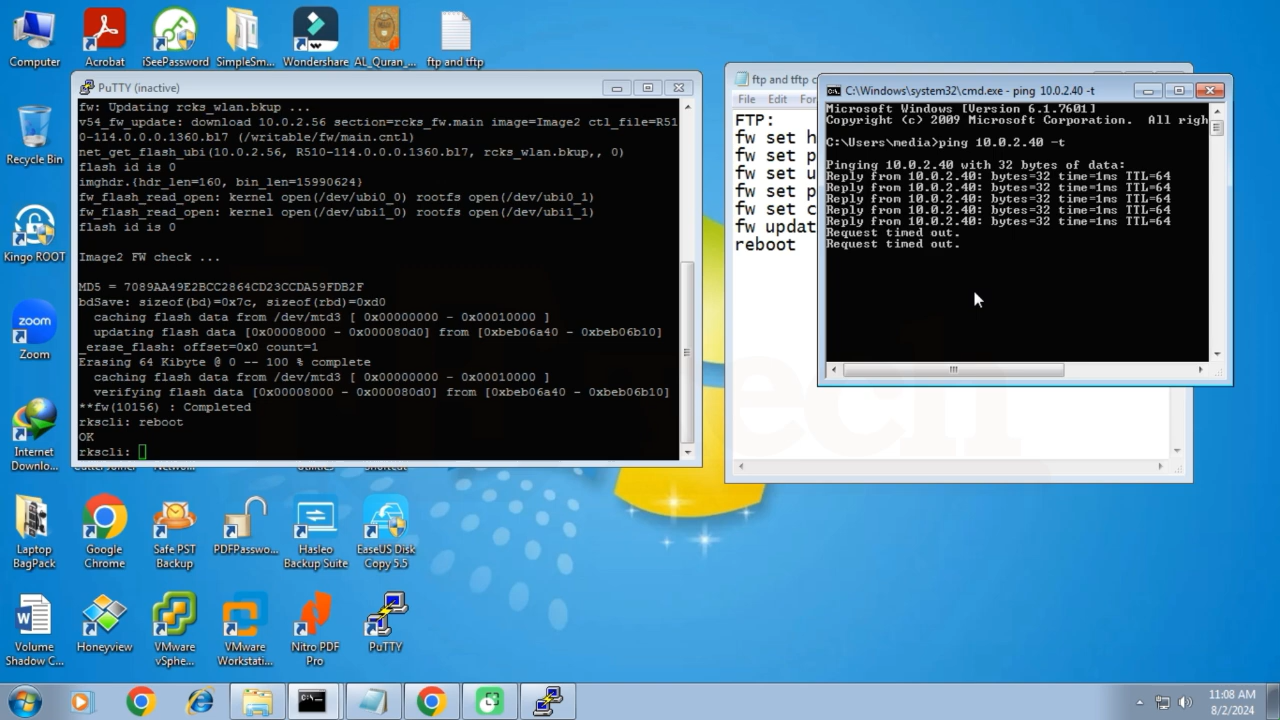 Computer
Acrobat
iSeePassword
SimpleSm...
Wondershare
AL_Quran_...
ftp and tftp
Recycle Bin
Kingo ROOT
Zoom
zoom
Internet
Downlo...
PuTTY (inactive)
fw: Updating rcks_wlan.bkup ...
v54_fw_update: download 10.0.2.56 section=rcks_fw.main image=Image2 ctl_file=R51
0-114.0.0.0.1360.bl7 (/writable/fw/main.cntl)
net_get_flash_ubi(10.0.2.56, R510-114.0.0.0.1360.bl7, rcks_wlan.bkup,, 0)
flash id is 0
imghdr.{hdr_len=160, bin_len=15990624}
fw_flash_read_open: kernel open(/dev/ubi0_0) rootfs open(/dev/ubi0_1)
fw_flash_read_open: kernel open(/dev/ubi1_0) rootfs open(/dev/ubi1_1)
flash id is 0
Image2 FW check ...
MD5 = 7089AA49E2BCC2864CD23CCDA59FDB2F
bdSave: sizeof(bd)=0x7c, sizeof(rbd)=0xd0
caching flash data from /dev/mtd3 [ 0x00000000 - 0x00010000 ]
updating flash data [0x00008000 - 0x000080d0] from [0xbeb06a40 - 0xbeb06b10]
_erase_flash: offset=0x0 count=1
Erasing 64 Kibyte @ 0 -- 100 % complete
caching flash data from /dev/mtd3 [ 0x00000000 - 0x00010000 ]
verifying flash data [0x00008000 - 0x000080d0] from [0xbeb06a40 - 0xbeb06b10]
**fw(10156) : Completed
rkscli: reboot
OK
rkscli:
ftp and tftp c
File Edit For
FTP:
fw set h
fw set p
fw set u
fw set p
fw set c
fw updat
reboot
C:\Windows\system32\cmd.exe - ping 10.0.2.40 -t
Microsoft Windows [Version 6.1.7601]
Copyright (c) 2009 Microsoft Corporation. All righ
C:\Users\media>ping 10.0.2.40 -t
Pinging 10.0.2.40 with 32 bytes of data:
Reply from 10.0.2.40: bytes=32 time=1ms TTL=64
Reply from 10.0.2.40: bytes=32 time=1ms TTL=64
Reply from 10.0.2.40: bytes=32 time=1ms TTL=64
Reply from 10.0.2.40: bytes=32 time=1ms TTL=64
Reply from 10.0.2.40: bytes=32 time=1ms TTL=64
Request timed out.
Request timed out.
Laptop
BagPack
Google
Chrome
Safe PST
Backup
PDFPasswo...
Hasleo
Backup Suite
EaseUS Disk
Copy 5.5
Volume
Shadow C...
Honeyview
VMware
vSphe...
VMware
Workstati...
Nitro PDF
Pro
PuTTY
11:08 AM
8/2/2024